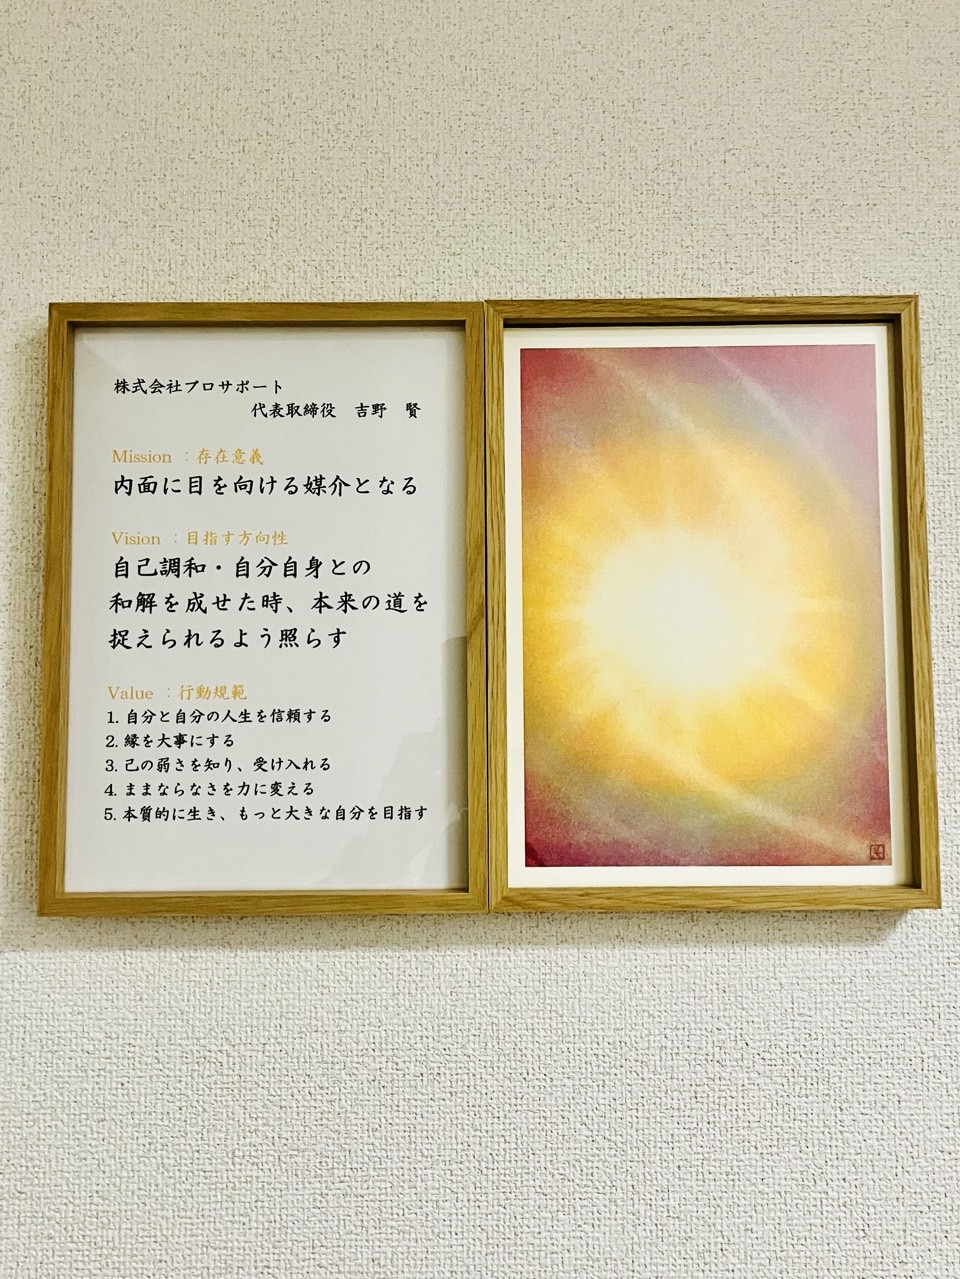 株式会社プロサポート
代表取締役　吉野　賢
Mission ：存在意義
内面に目を向ける媒介となる
Vision ：目指す方向性
自己調和・自分自身との
和解を成せた時、本来の道を
捉えられるよう照らす
Value ：行動規範
1. 自分と自分の人生を信頼する
2. 縁を大事にする
3. 己の弱さを知り、受け入れる
4. ままならなさを力に変える
5. 本質的に生き、もっと大きな自分を目指す